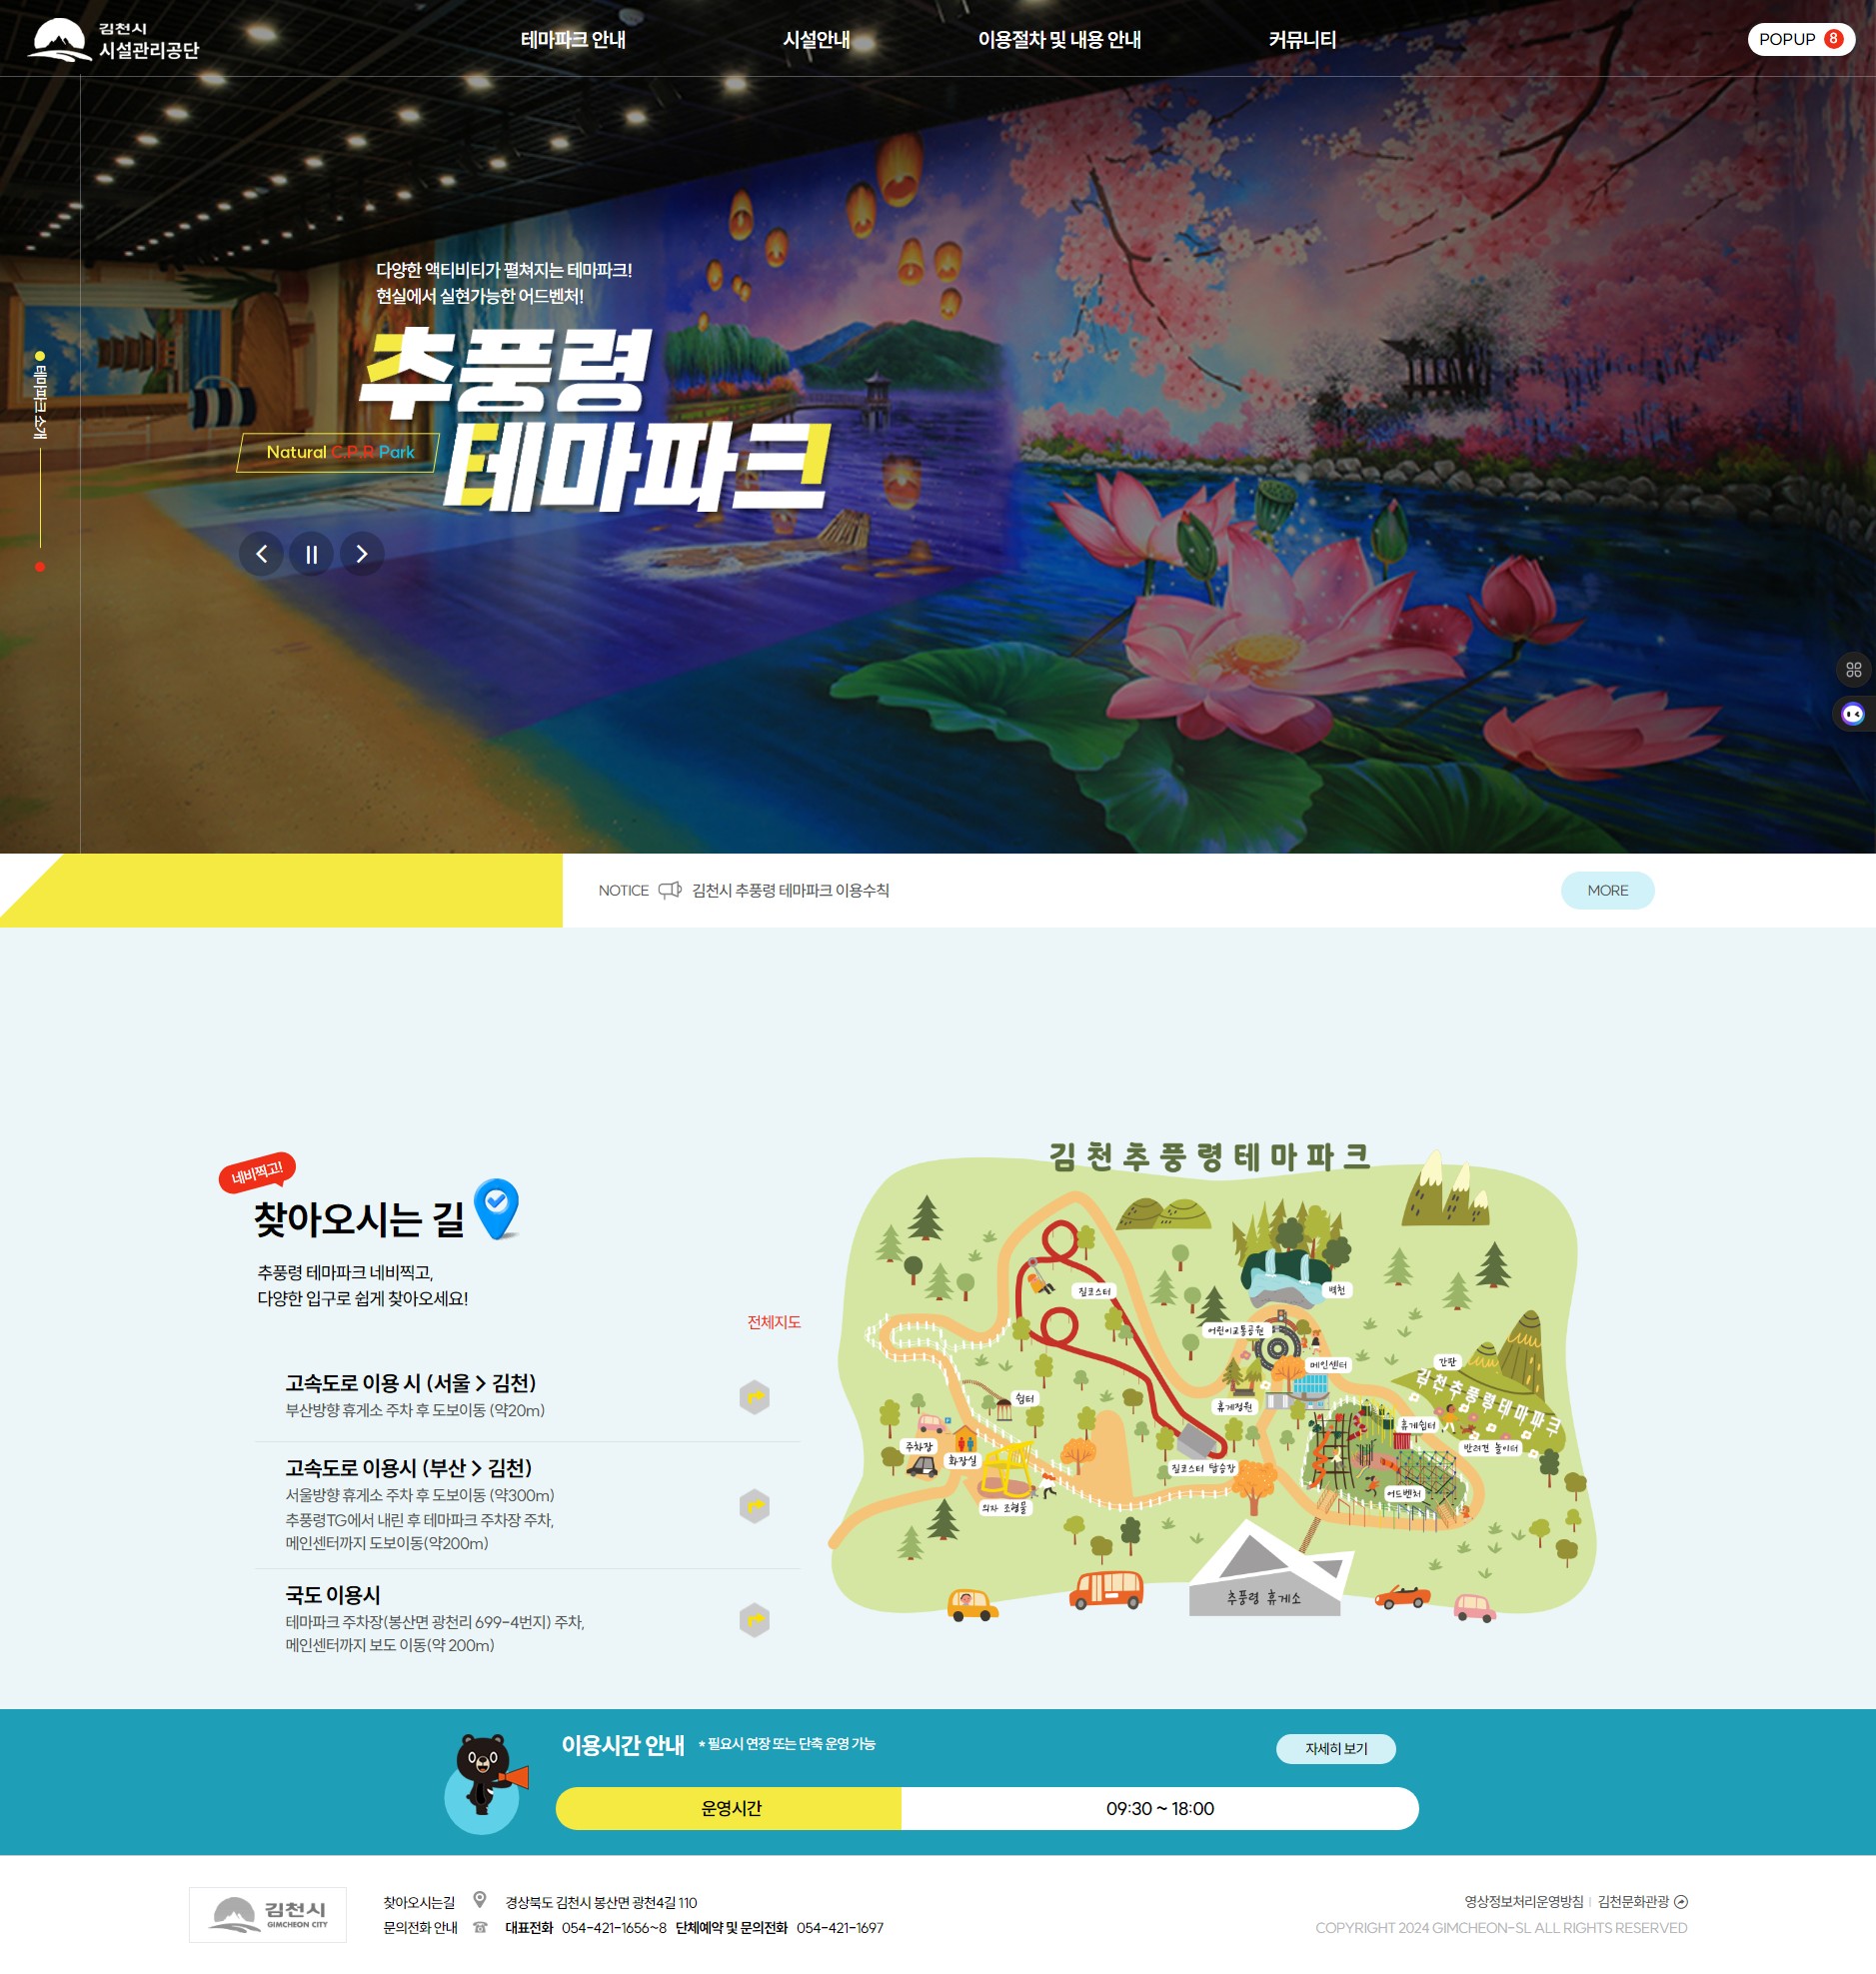 김천시
시설관리공단
테마파크 안내
시설안내
이용절차 및 내용 안내
커뮤니티
POPUP 8
다양한 액티비티가 펼쳐지는 테마파크!
현실에서 실현가능한 어드벤처!
추풍령
테마파크
Natural C.P.R Park
테마파크 소개
NOTICE 김천시 추풍령 테마파크 이용수칙
MORE
네비찍고!
찾아오시는 길
추풍령 테마파크 네비찍고,
다양한 입구로 쉽게 찾아오세요!
전체지도
고속도로 이용 시 (서울 > 김천)
부산방향 휴게소 주차 후 도보이동 (약20m)
고속도로 이용시 (부산 > 김천)
서울방향 휴게소 주차 후 도보이동 (약300m)
추풍령TG에서 내린 후 테마파크 주차장 주차,
메인센터까지 도보이동(약200m)
국도 이용시
테마파크 주차장(봉산면 광천리 699-4번지) 주차,
메인센터까지 보도 이동(약 200m)
김천추풍령테마파크
짚코스터
벽천
어린이교통공원
메인센터
간판
김천추풍령테마파크
쉼터
휴게정원
휴게쉼터
반려견 놀이터
주차장
화장실
짚코스터 탑승장
어드벤처
의자 조형물
추풍령 휴게소
이용시간 안내 * 필요시 연장 또는 단축 운영 가능
자세히 보기
운영시간 09:30 ~ 18:00
김천시
GIMCHEON CITY
찾아오시는길 경상북도 김천시 봉산면 광천4길 110
문의전화 안내 대표전화 054-421-1656~8 단체예약 및 문의전화 054-421-1697
영상정보처리운영방침 | 김천문화관광
COPYRIGHT 2024 GIMCHEON-SL ALL RIGHTS RESERVED